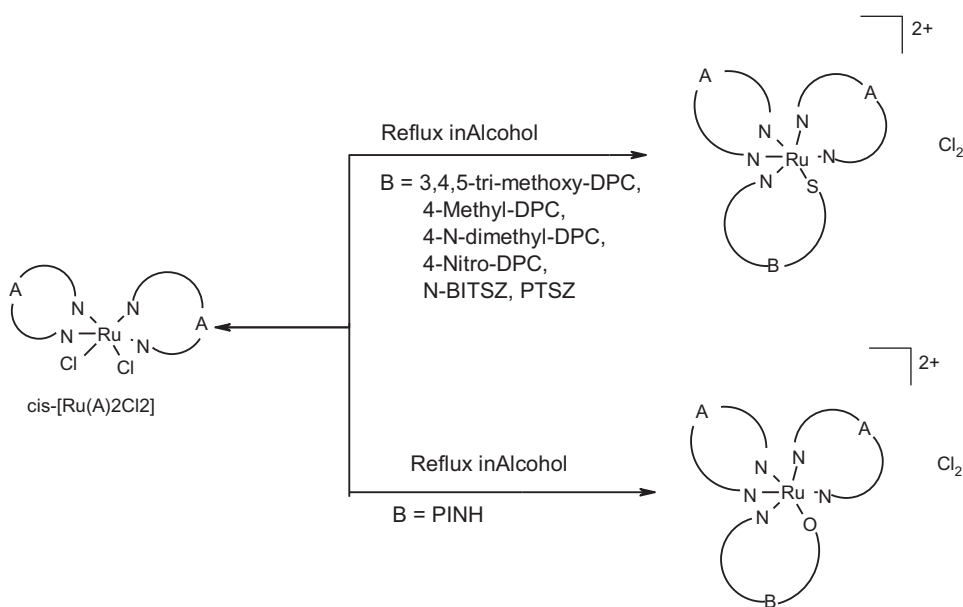 2+
A
A
N
N
N
Ru
N
N
S
B
Cl2
Reflux inAlcohol
B = 3,4,5-tri-methoxy-DPC,
4-Methyl-DPC,
4-N-dimethyl-DPC,
4-Nitro-DPC,
N-BITSZ, PTSZ
A
N
N
A
N
Ru
N
Cl
Cl
cis-[Ru(A)2Cl2]
2+
A
A
N
N
N
Ru
N
N
O
B
Cl2
Reflux inAlcohol
B = PINH